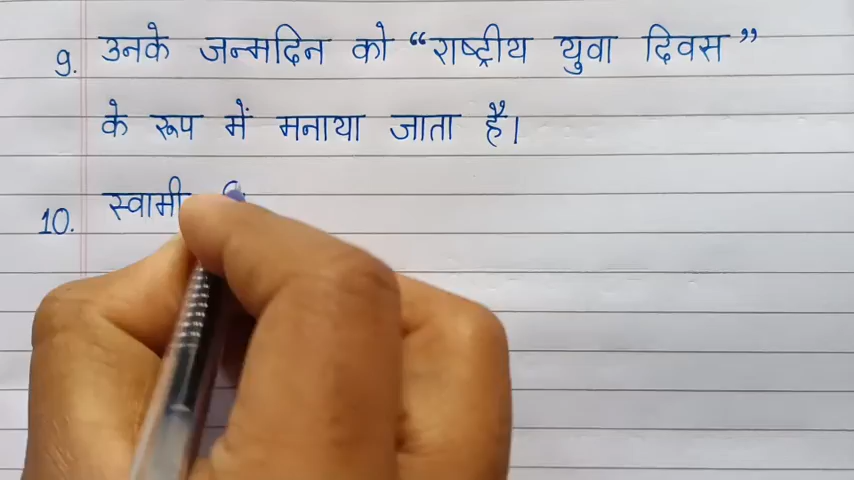 9. उनके जन्मदिन को “राष्ट्रीय युवा दिवस”
के रूप में मनाया जाता है।
10. स्वामी